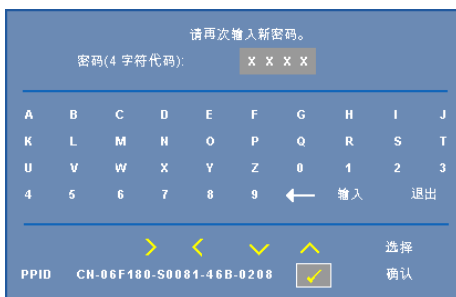 请再次输入新密码。
密码(4 字符代码): X X X X
A B C D E F G H I J
K L M N O P Q R S T
U V W X Y Z 0 1 2 3
4 5 6 7 8 9 ← 输入 退出
> < ∨ ∧ 选择
PPID CN-06F180-S0081-46B-0208 ✓ 确认